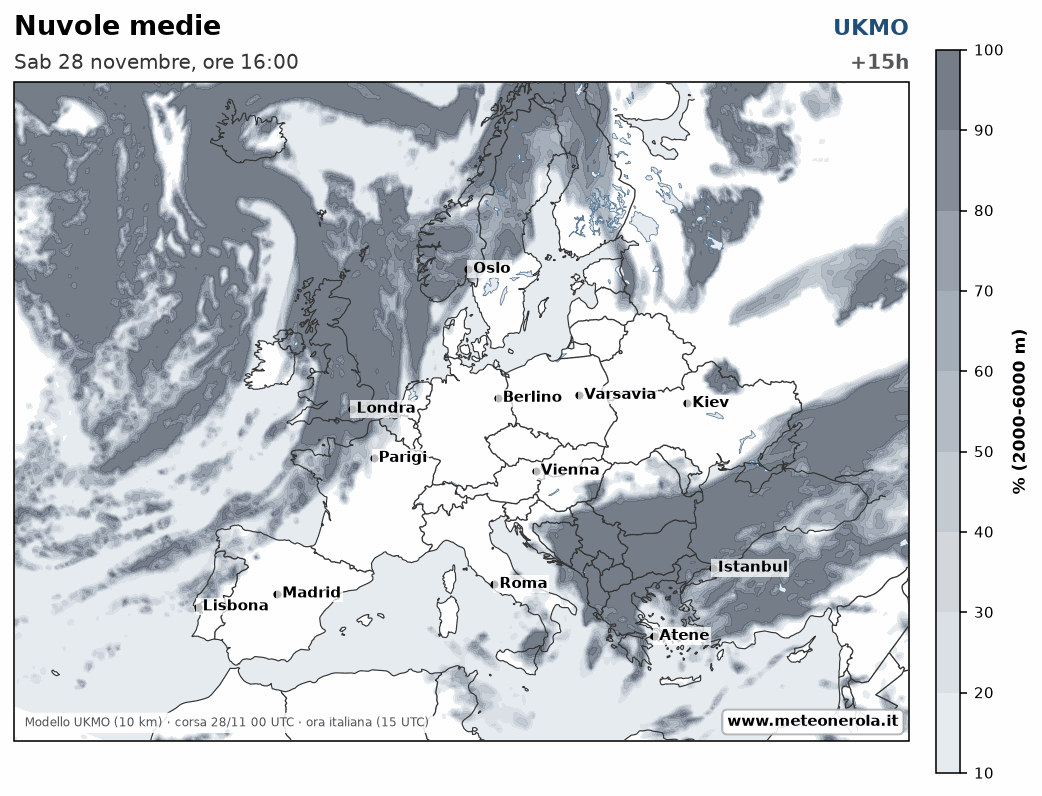 Nuvole medie
UKMO
Sab 28 novembre, ore 16:00
+15h
100
90
80
70
60
50
40
30
20
10
% (2000-6000 m)
Oslo
Londra
Berlino
Varsavia
Kiev
Parigi
Vienna
Istanbul
Roma
Madrid
Lisbona
Atene
Modello UKMO (10 km) · corsa 28/11 00 UTC · ora italiana (15 UTC)
www.meteonerola.it